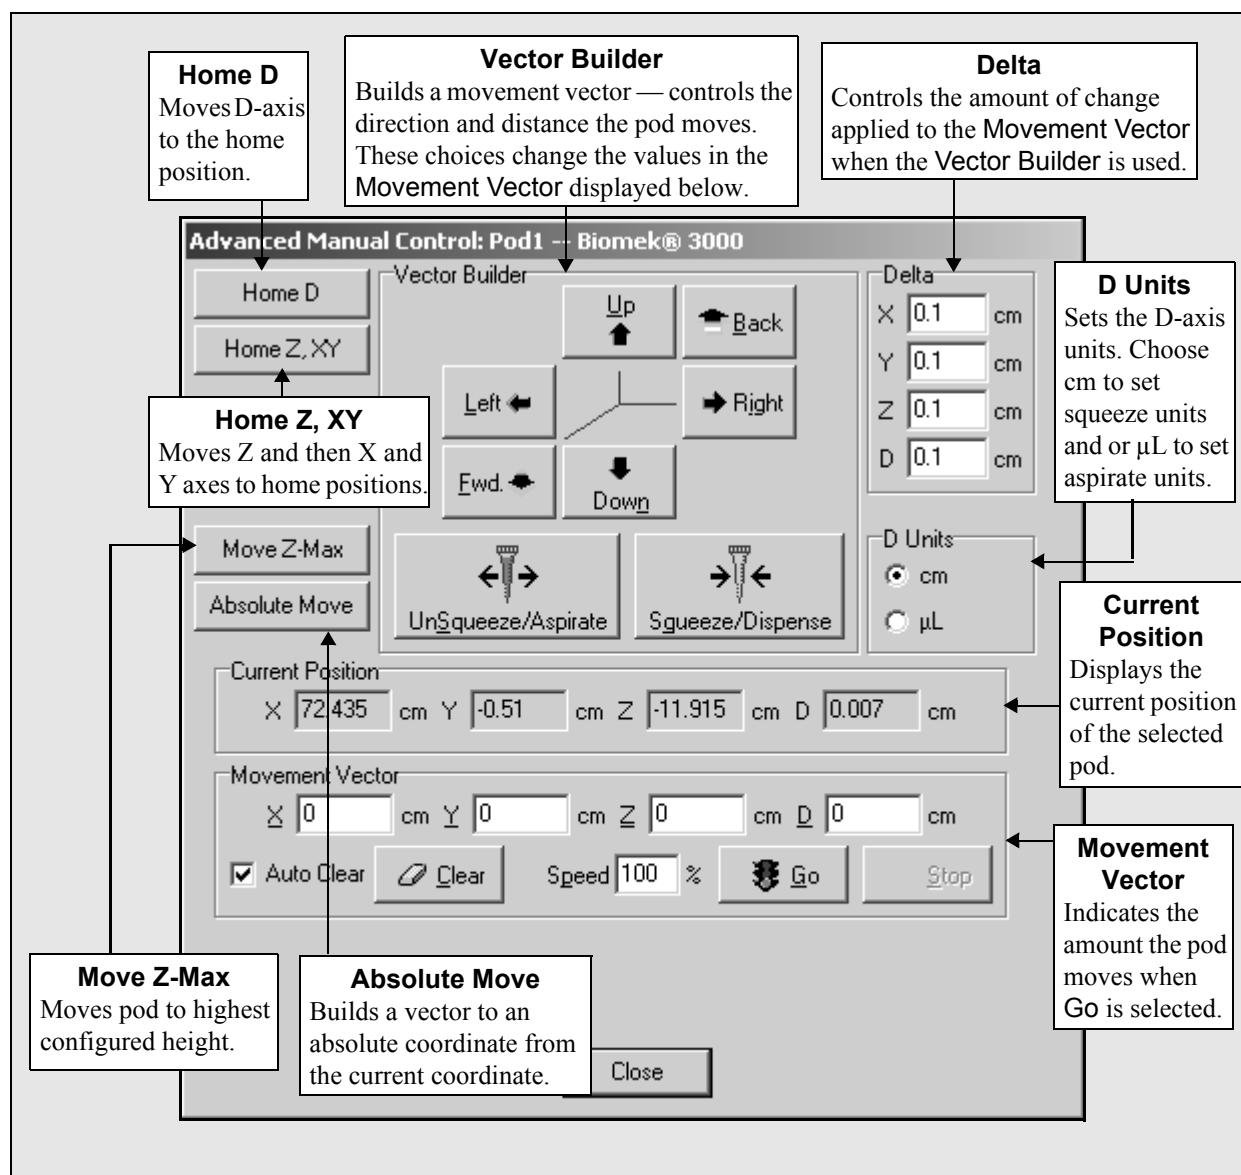 Home D
Moves D-axis
to the home
position.
Vector Builder
Builds a movement vector — controls the
direction and distance the pod moves.
These choices change the values in the
Movement Vector displayed below.
Delta
Controls the amount of change
applied to the Movement Vector
when the Vector Builder is used.
Advanced Manual Control: Pod1 -- Biomek® 3000
Home D
Home Z, XY
Home Z, XY
Moves Z and then X and
Y axes to home positions.
Move Z-Max
Absolute Move
Vector Builder
Up
Back
Left
Right
Fwd.
Down
UnSqueeze/Aspirate
Squeeze/Dispense
Delta
X 0.1 cm
Y 0.1 cm
Z 0.1 cm
D 0.1 cm
D Units
cm
µL
D Units
Sets the D-axis
units. Choose
cm to set
squeeze units
and or µL to set
aspirate units.
Current Position
X 72.435 cm Y -0.51 cm Z -11.915 cm D 0.007 cm
Current
Position
Displays the
current position
of the selected
pod.
Movement Vector
X 0 cm Y 0 cm Z 0 cm D 0 cm
Auto Clear Clear Speed 100 % Go Stop
Movement
Vector
Indicates the
amount the pod
moves when
Go is selected.
Move Z-Max
Moves pod to highest
configured height.
Absolute Move
Builds a vector to an
absolute coordinate from
the current coordinate.
Close